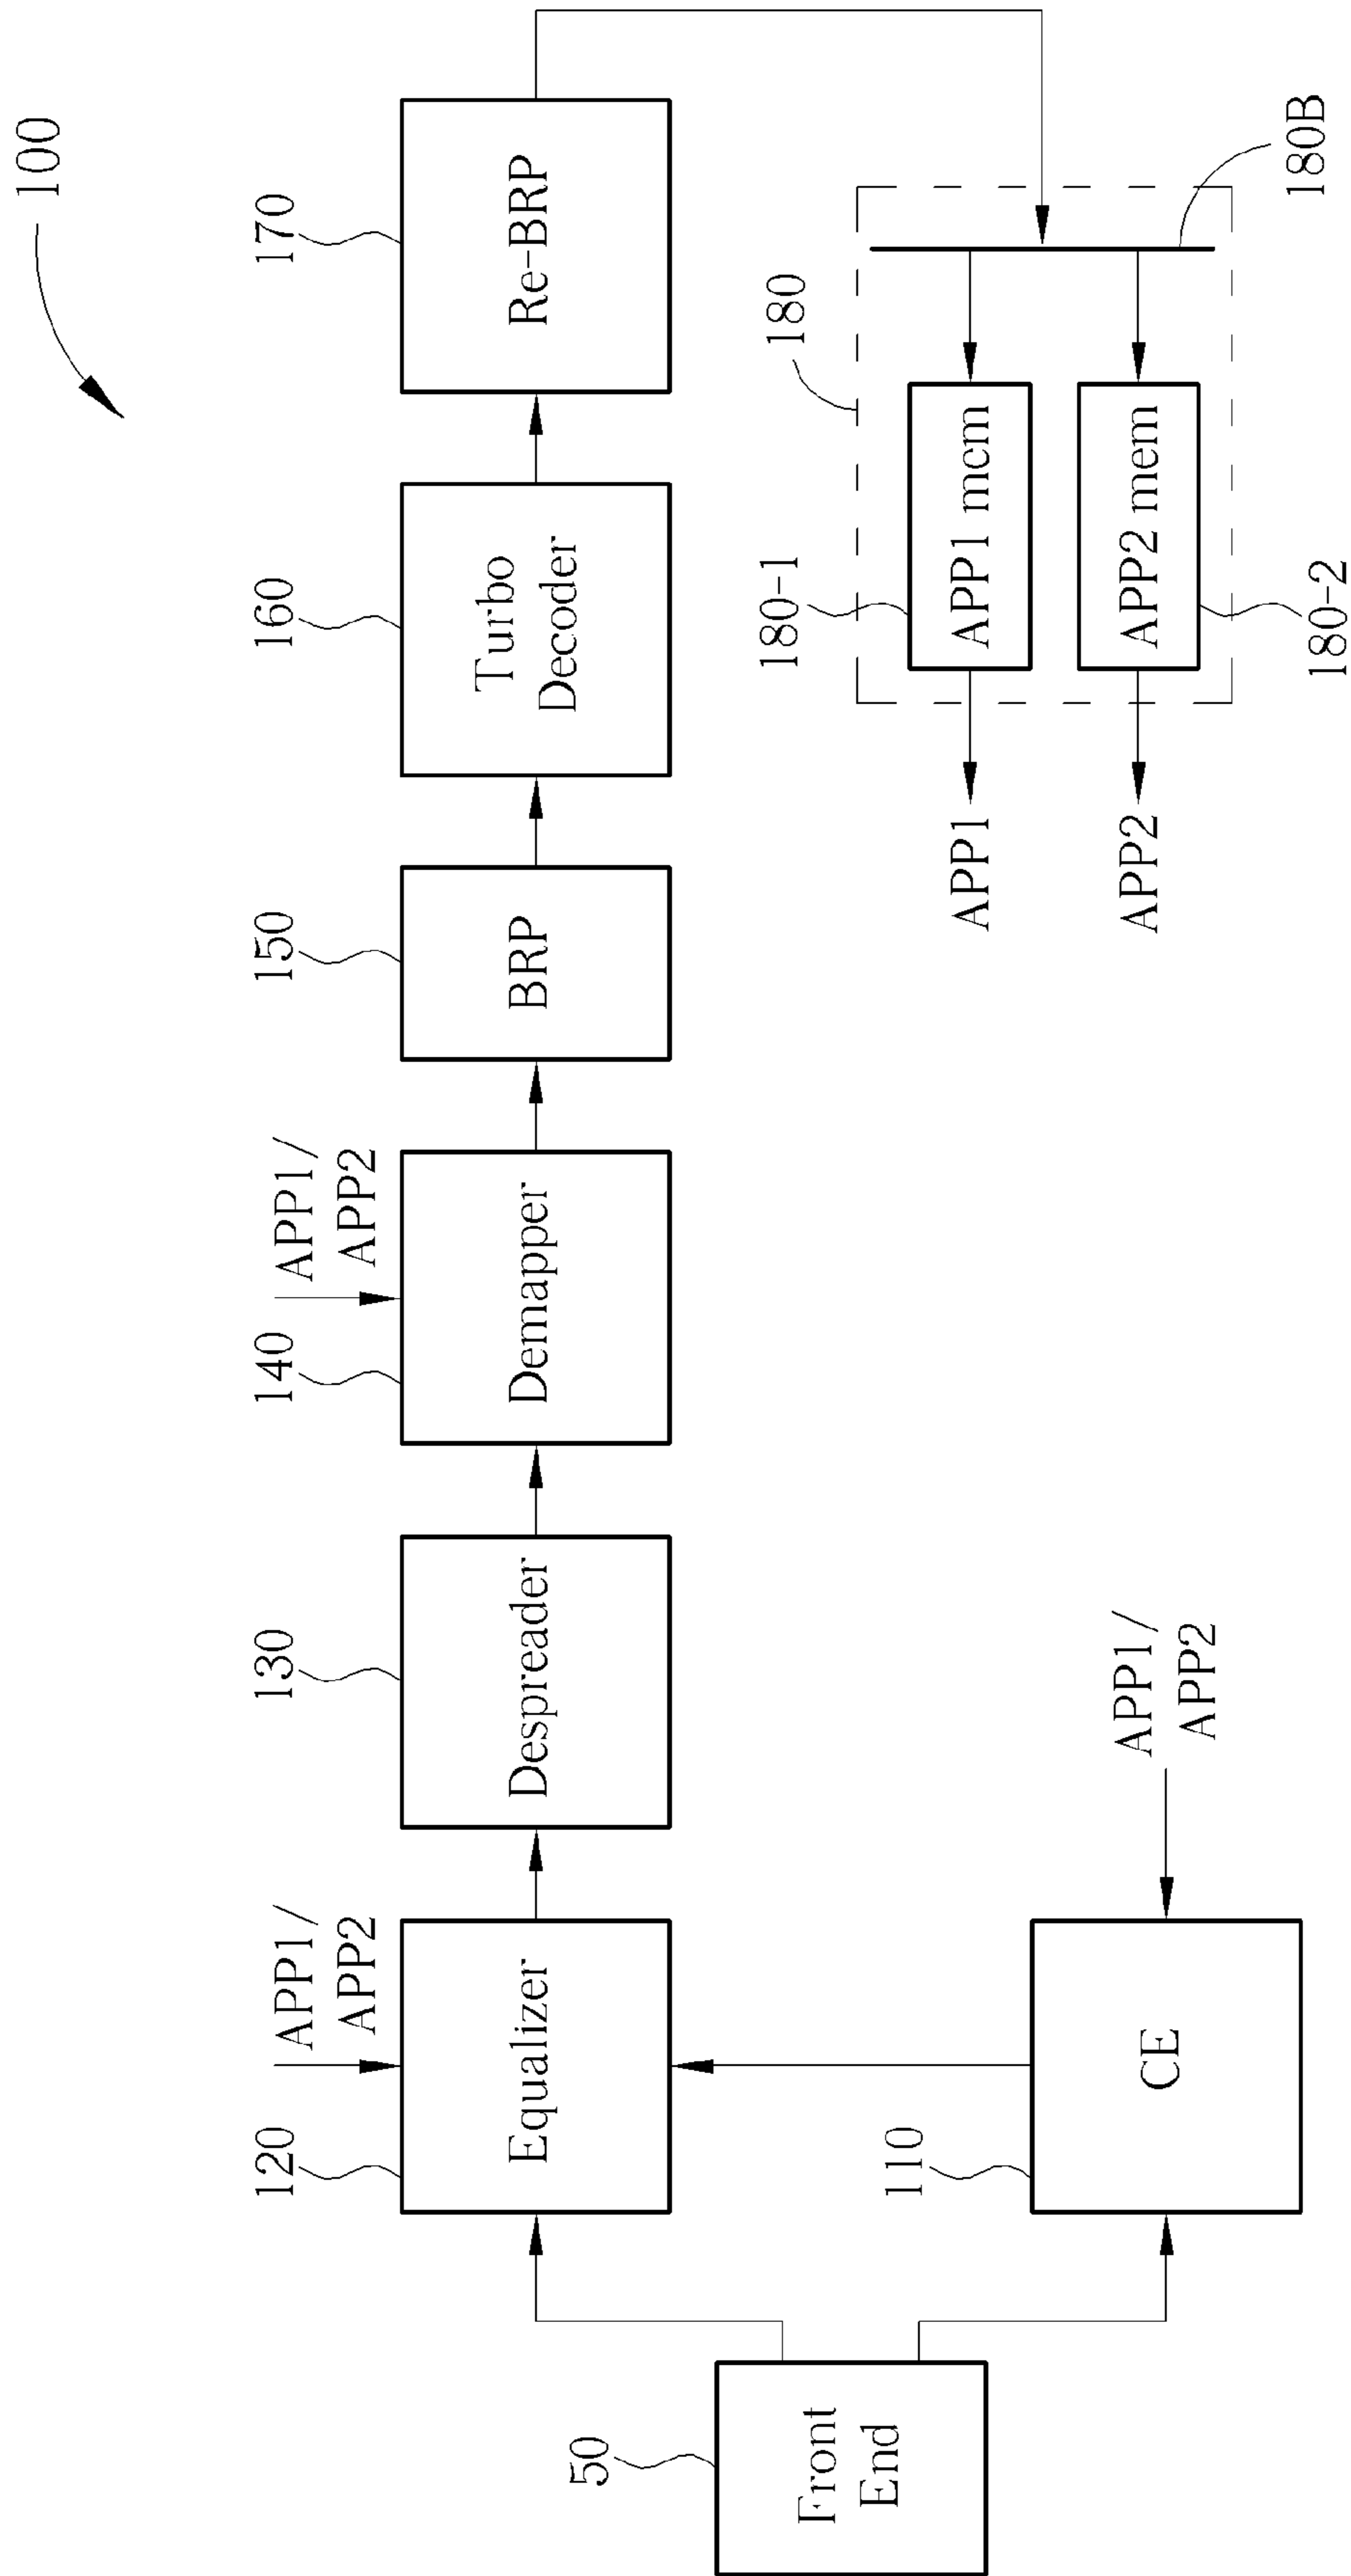 100
120
APP1/
APP2
Equalizer
130
Despreader
140
APP1/
APP2
Demapper
150
BRP
160
Turbo
Decoder
170
Re-BRP
50
Front
End
110
CE
APP1/
APP2
180
180-1
APP1
APP1 mem
APP2
APP2 mem
180-2
180B